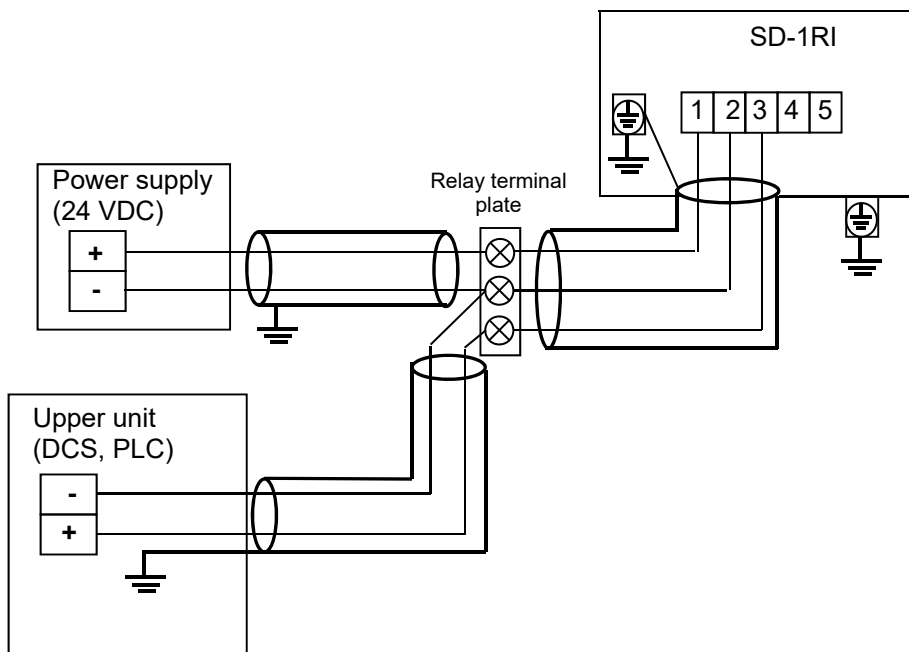 SD-1RI
1 2 3 4 5
Power supply
(24 VDC)
+
-
Relay terminal
plate
Upper unit
(DCS, PLC)
-
+